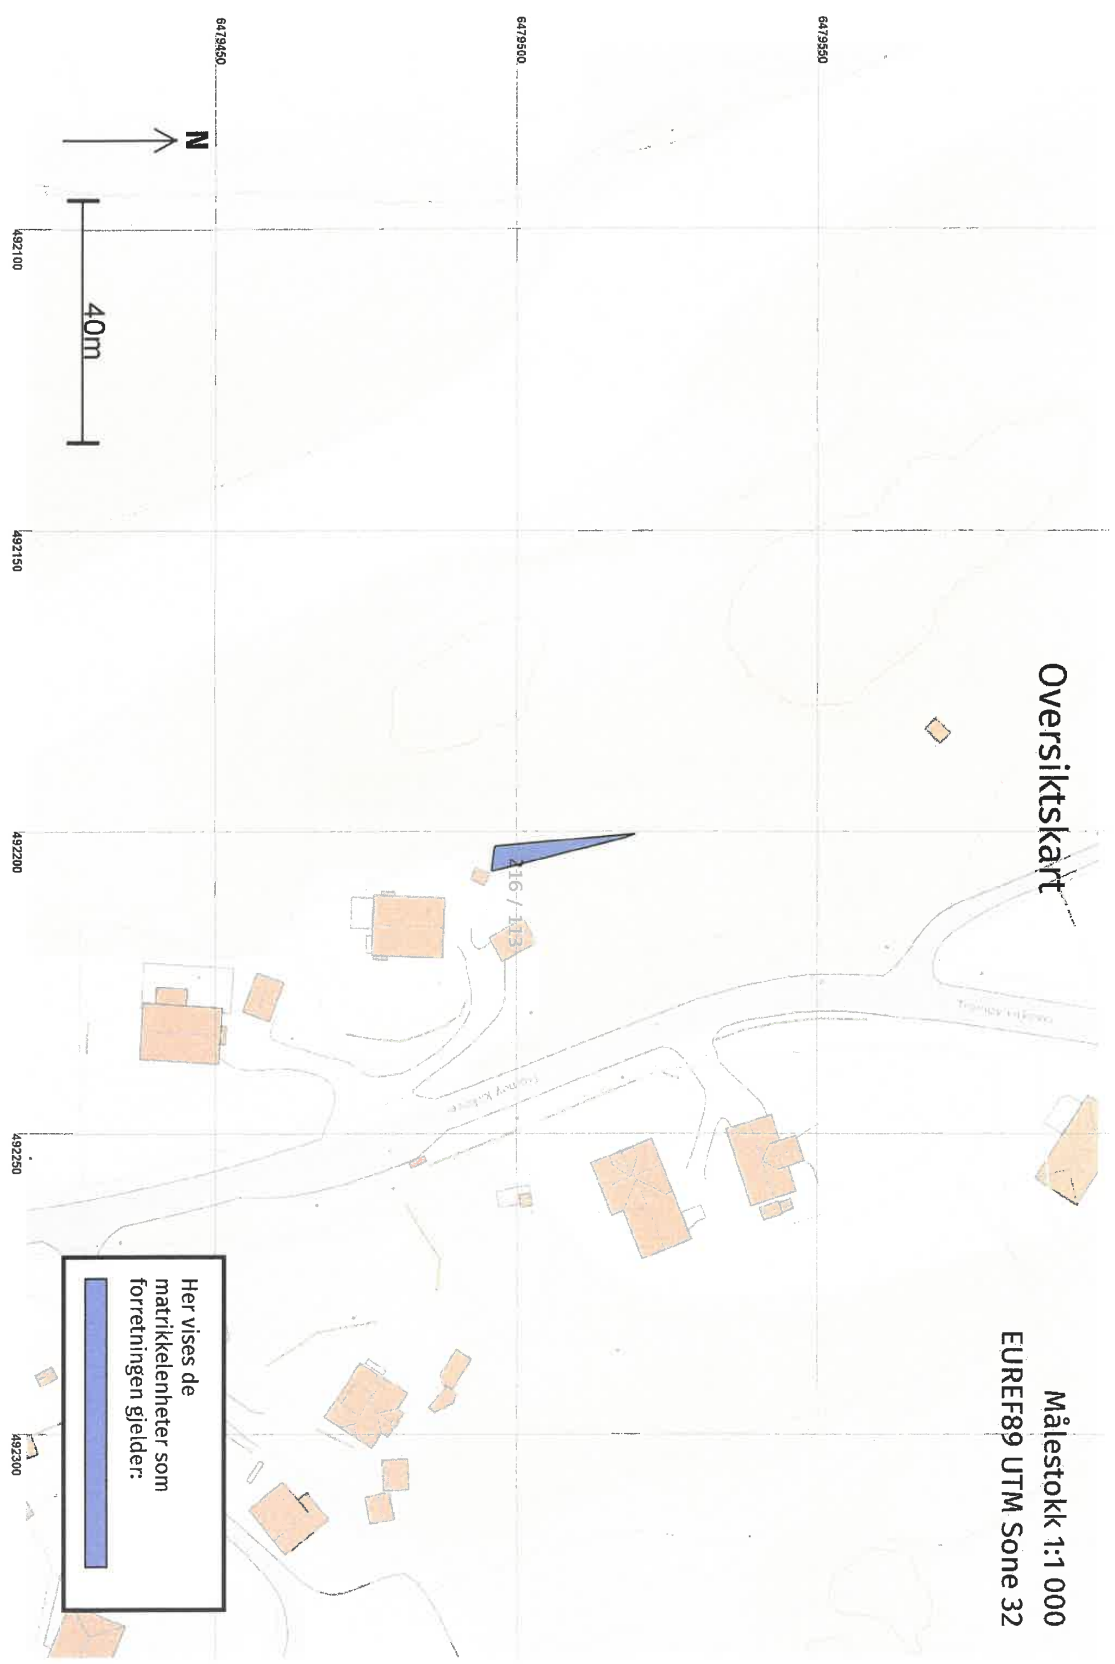 Oversiktskart
Målestokk 1:1 000
EUREF89 UTM Sone 32
6479550
6479500
6479450
N
40m
216 / 113
492100
492150
492200
492250
492300
Her vises de
matrikkelenheter som
forretningen gjelder: